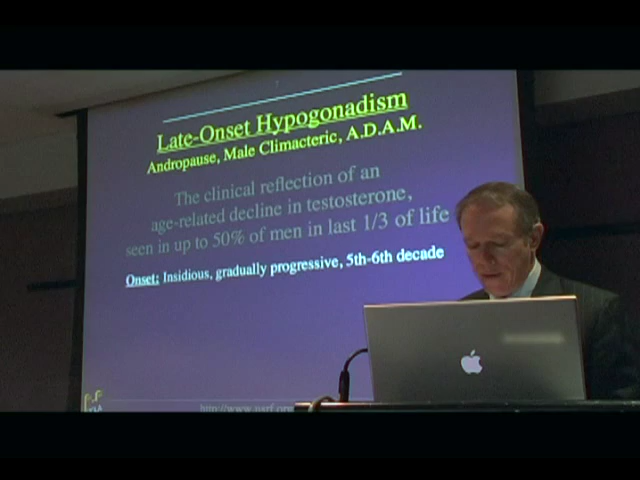 Late-Onset Hypogonadism
Andropause, Male Climacteric, A.D.A.M.
The clinical reflection of an
age-related decline in testosterone,
seen in up to 50% of men in last 1/3 of life
Onset: Insidious, gradually progressive, 5th-6th decade